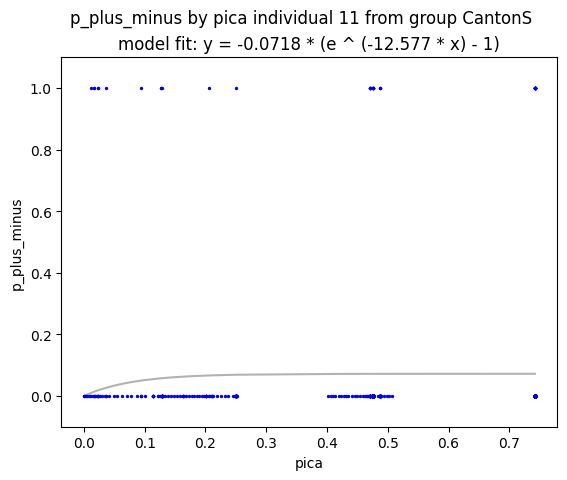 p_plus_minus by pica individual 11 from group CantonS
model fit: y = -0.0718 * (e ^ (-12.577 * x) - 1)
1.0
0.8
0.6
0.4
0.2
0.0
p_plus_minus
0.0 0.1 0.2 0.3 0.4 0.5 0.6 0.7
pica